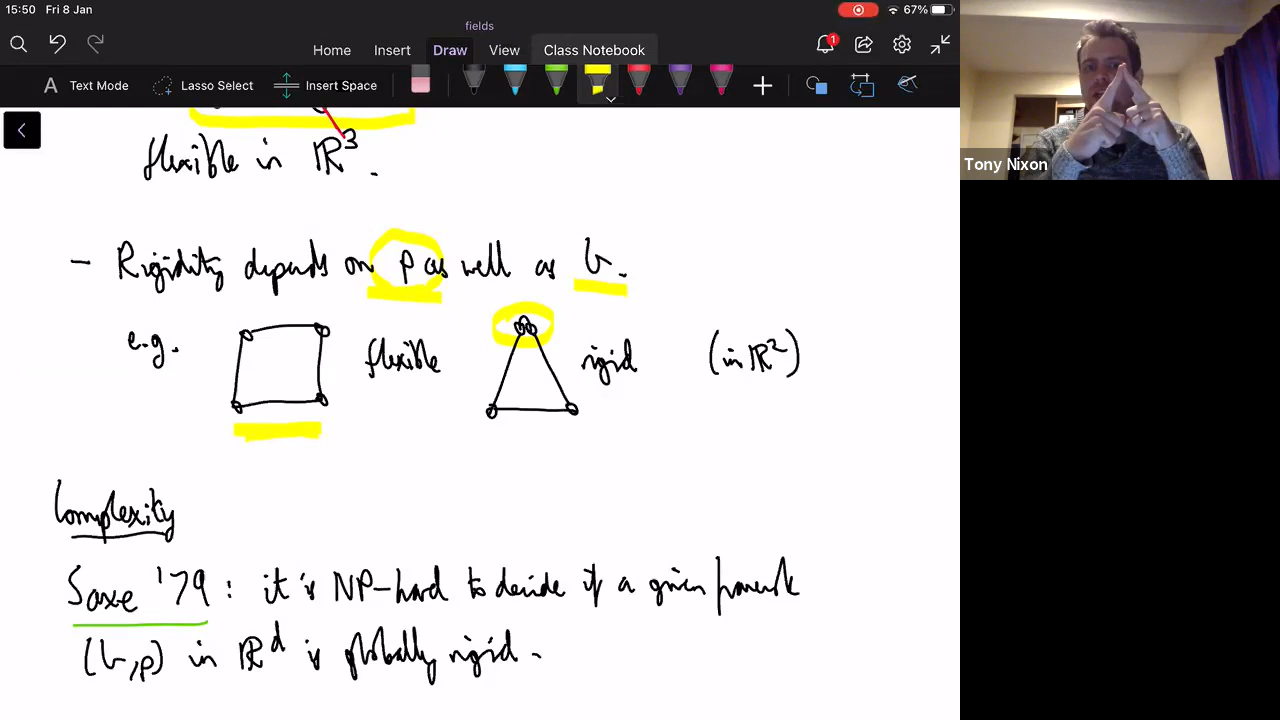 15:50 Fri 8 Jan
67%
fields
Home Insert Draw View Class Notebook
1
A Text Mode Lasso Select Insert Space
flexible in ℝ³.
Tony Nixon
- Rigidity depends on p as well as G.
e.g. flexible rigid (in ℝ²)
Complexity
Saxe '79: it is NP-hard to decide if a given framework
(G,p) in ℝᵈ is globally rigid.